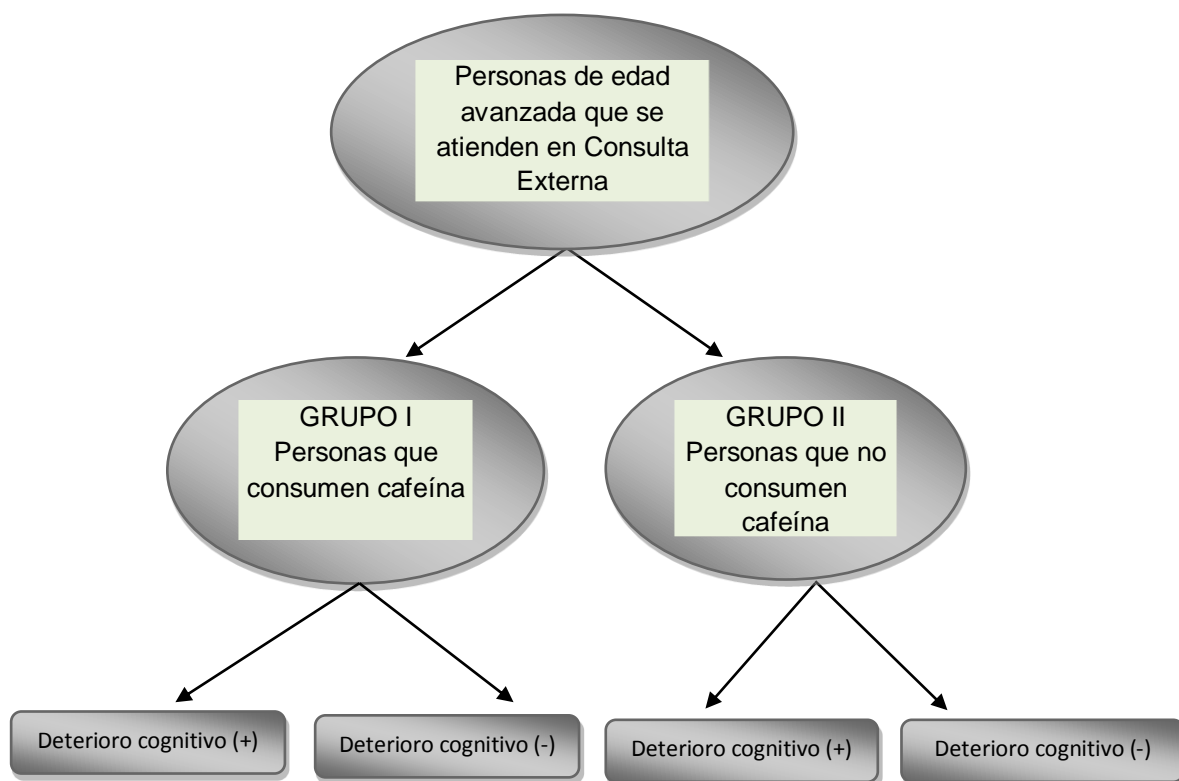 Personas de edad
avanzada que se
atienden en Consulta
Externa
GRUPO I
Personas que
consumen cafeína
GRUPO II
Personas que no
consumen
cafeína
Deterioro cognitivo (+)
Deterioro cognitivo (-)
Deterioro cognitivo (+)
Deterioro cognitivo (-)